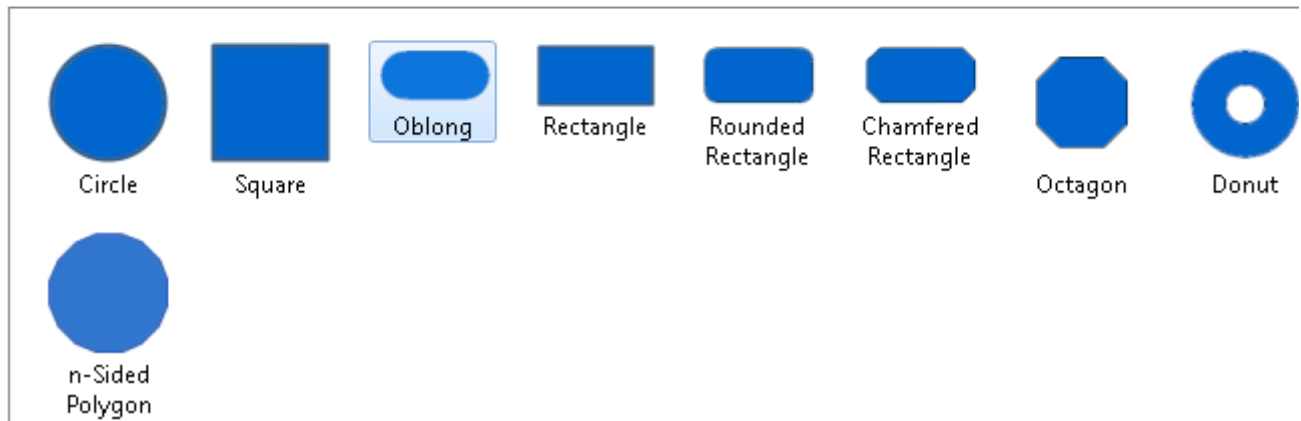 Circle
Square
Oblong
Rectangle
Rounded
Rectangle
Chamfered
Rectangle
Octagon
Donut
n-Sided
Polygon